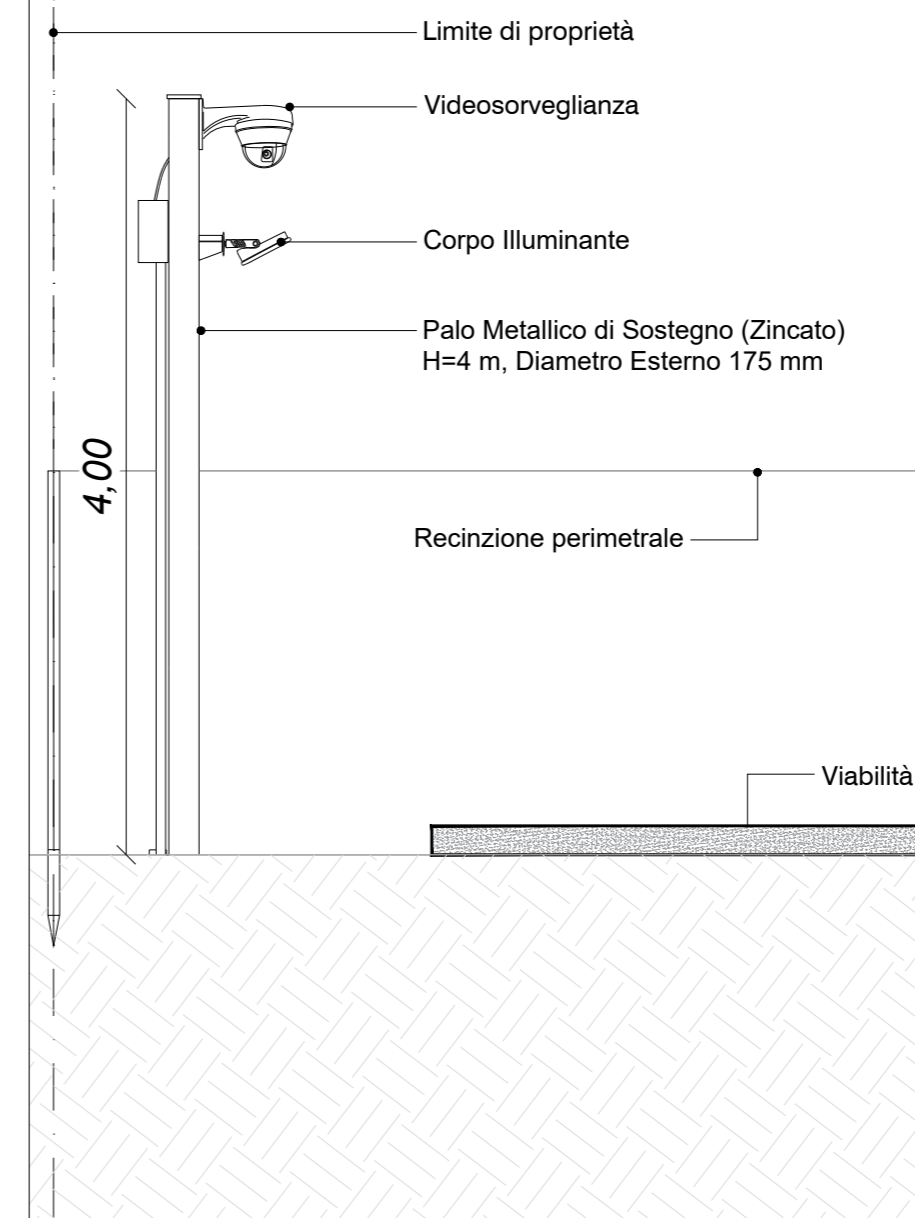 Limite di proprietà
Videosorveglianza
Corpo Illuminante
Palo Metallico di Sostegno (Zincato)
H=4 m, Diametro Esterno 175 mm
4,00
Recinzione perimetrale
Viabilità